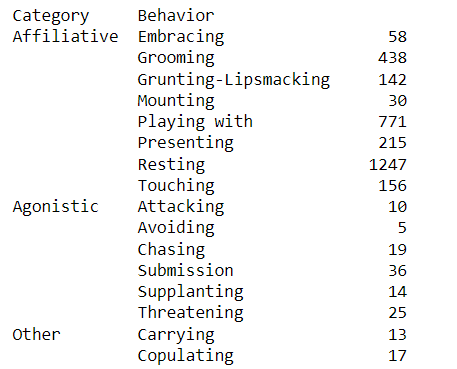 Category Behavior
Affiliative Embracing 58
Grooming 438
Grunting-Lipsmacking 142
Mounting 30
Playing with 771
Presenting 215
Resting 1247
Touching 156
Agonistic Attacking 10
Avoiding 5
Chasing 19
Submission 36
Supplanting 14
Threatening 25
Other Carrying 13
Copulating 17